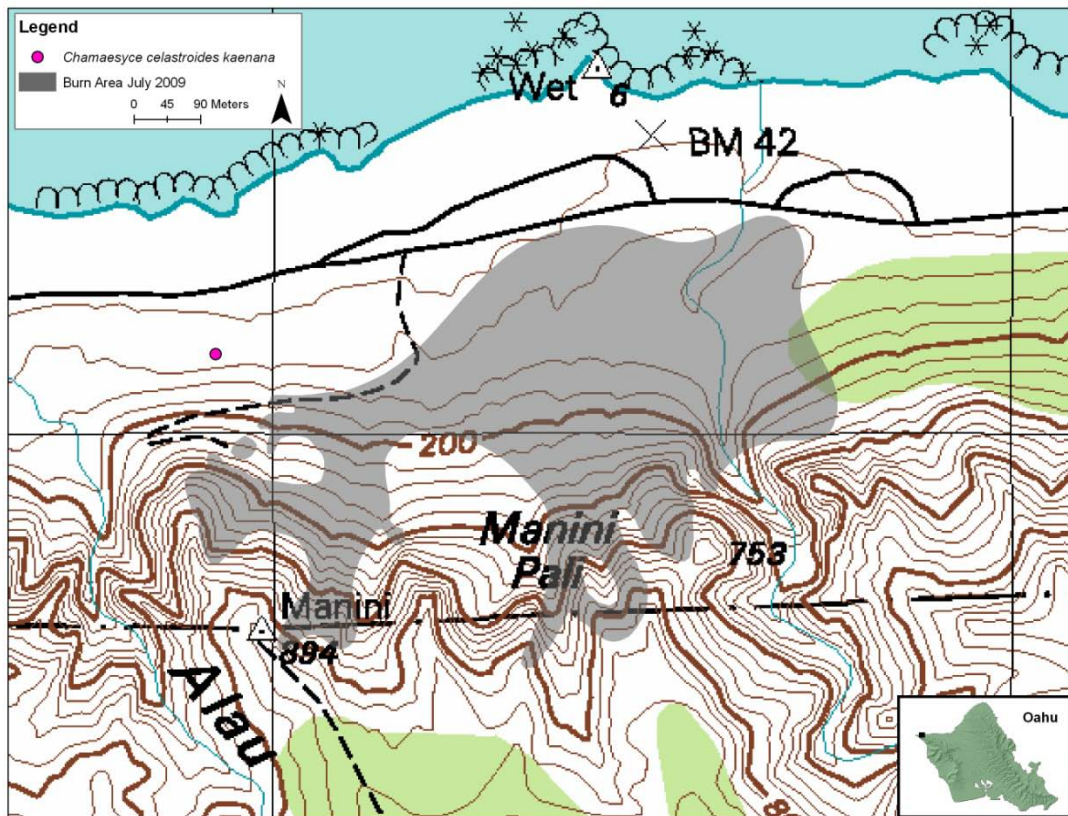 Legend
Chamaesyce celastroides kaenana
Burn Area July 2009
0 45 90 Meters
N
Wet 6
BM 42
200
Manini
Pali
753
Manini
894
Alau
Oahu